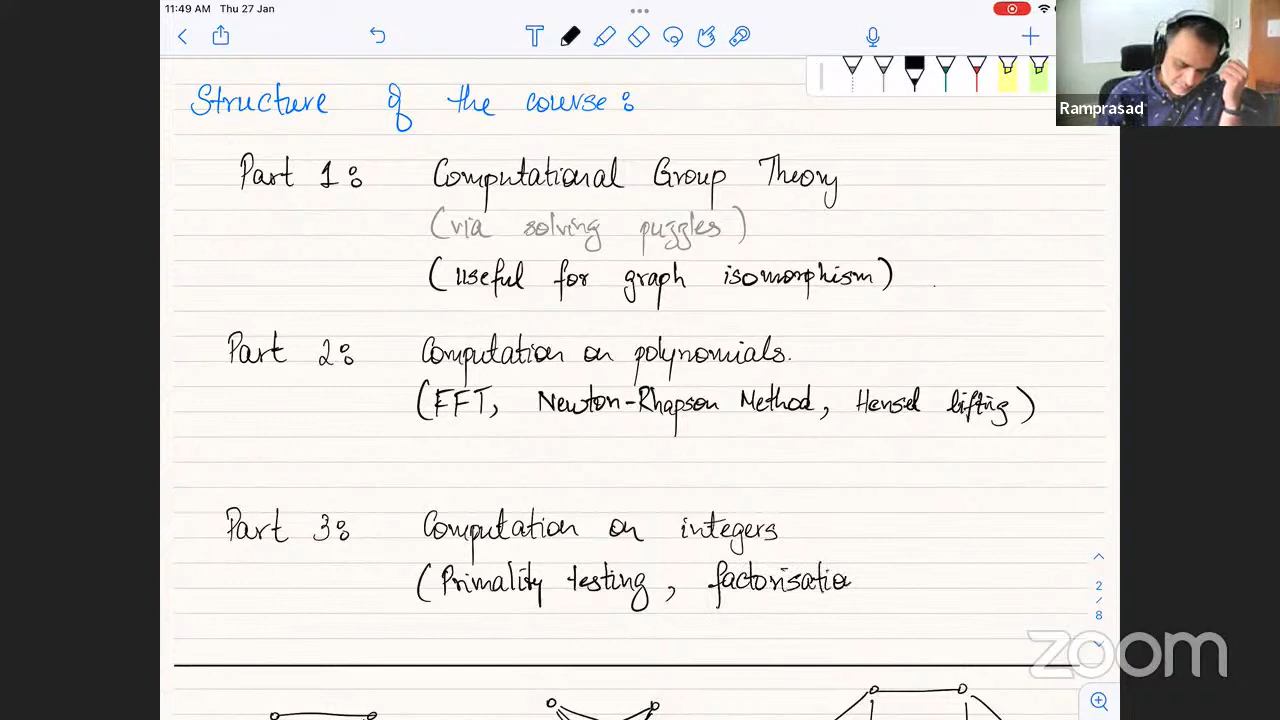 11:49 AM Thu 27 Jan
Ramprasad
Structure of the course:
Part 1: Computational Group Theory
(via solving puzzles)
(Useful for graph isomorphism)
Part 2: Computation on polynomials.
(FFT, Newton-Rhapson Method, Hensel lifting)
Part 3: Computation on integers
(Primality testing, factorisatio
2
/
8
zoom